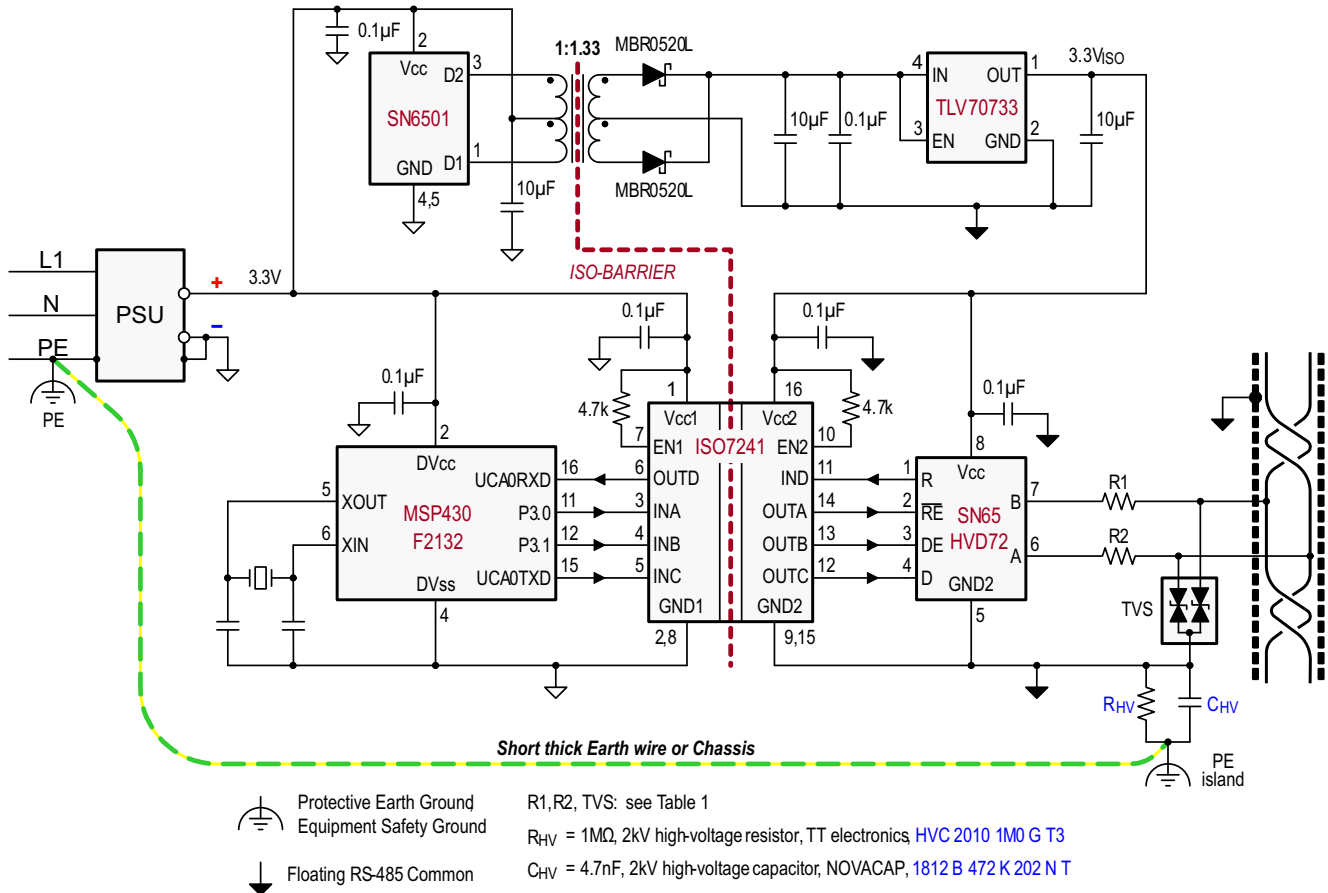 0.1µF
2
Vcc
D2
3
SN6501
D1
1
GND
4,5
10µF
1:1.33
MBR0520L
MBR0520L
10µF
0.1µF
4
IN
OUT
1
TLV70733
3
EN
GND
2
3.3VISO
10µF
ISO-BARRIER
L1
N
PE
PSU
+
−
3.3V
PE
0.1µF
0.1µF
0.1µF
0.1µF
4.7k
1
16
4.7k
Vcc1
Vcc2
7
EN1
ISO7241
EN2
10
6
OUTD
IND
11
3
INA
OUTA
14
4
INB
OUTB
13
5
INC
OUTC
12
GND1
GND2
2,8
9,15
2
DVcc
5
XOUT
6
XIN
MSP430
F2132
UCA0RXD
16
P3.0
11
P3.1
12
UCA0TXD
15
DVss
4
8
Vcc
1
R
2
RE
3
DE
4
D
SN65
HVD72
B
7
A
6
GND2
5
R1
R2
TVS
RHV
CHV
Short thick Earth wire or Chassis
PE
island
Protective Earth Ground
Equipment Safety Ground
Floating RS-485 Common
R1,R2, TVS: see Table 1
RHV = 1MΩ, 2kV high-voltage resistor, TT electronics, HVC 2010 1M0 G T3
CHV = 4.7nF, 2kV high-voltage capacitor, NOVACAP, 1812 B 472 K 202 N T